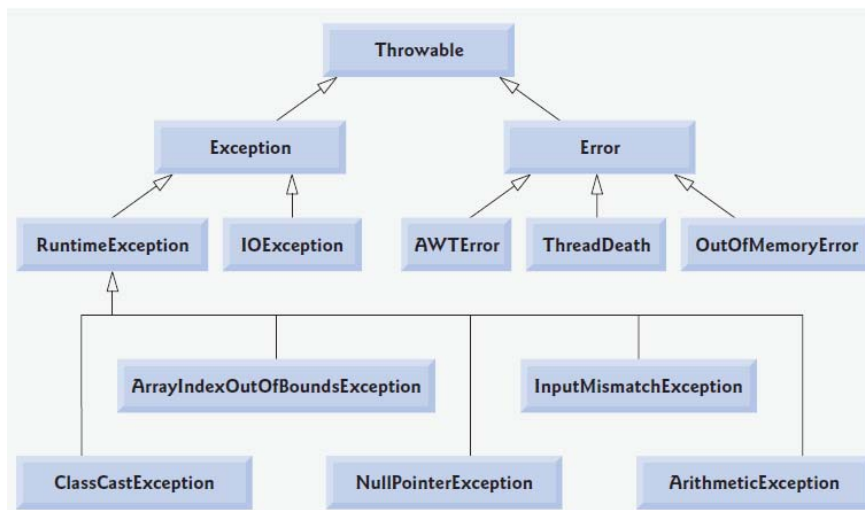 Throwable
Exception
Error
RuntimeException
IOException
AWTError
ThreadDeath
OutOfMemoryError
ArrayIndexOutOfBoundsException
InputMismatchException
ClassCastException
NullPointerException
ArithmeticException